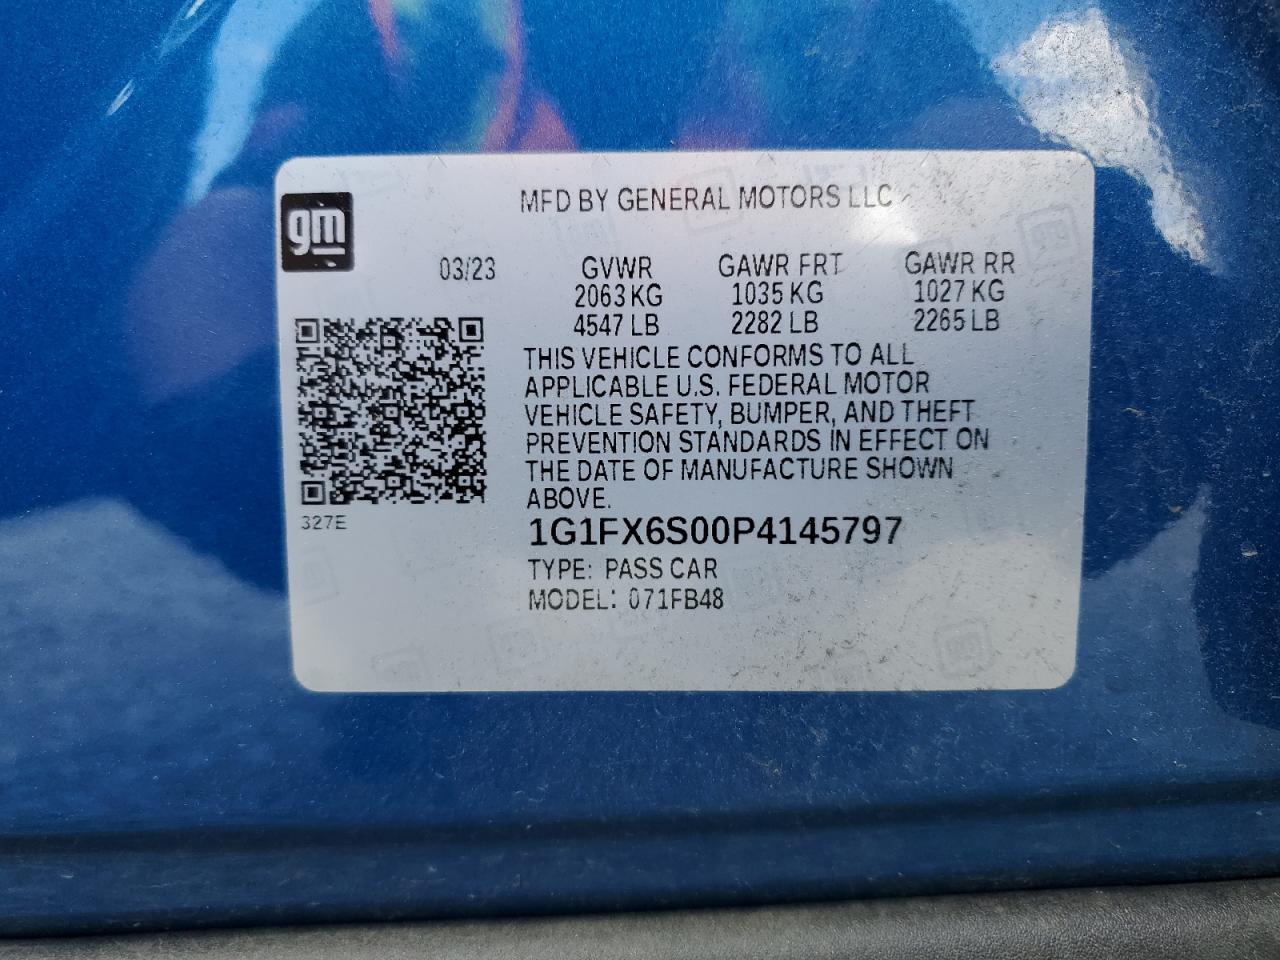 MFD BY GENERAL MOTORS LLC
gm
03/23 GVWR GAWR FRT GAWR RR
2063 KG 1035 KG 1027 KG
4547 LB 2282 LB 2265 LB
THIS VEHICLE CONFORMS TO ALL
APPLICABLE U.S. FEDERAL MOTOR
VEHICLE SAFETY, BUMPER, AND THEFT
PREVENTION STANDARDS IN EFFECT ON
THE DATE OF MANUFACTURE SHOWN
ABOVE.
327E
1G1FX6S00P4145797
TYPE: PASS CAR
MODEL: 071FB48